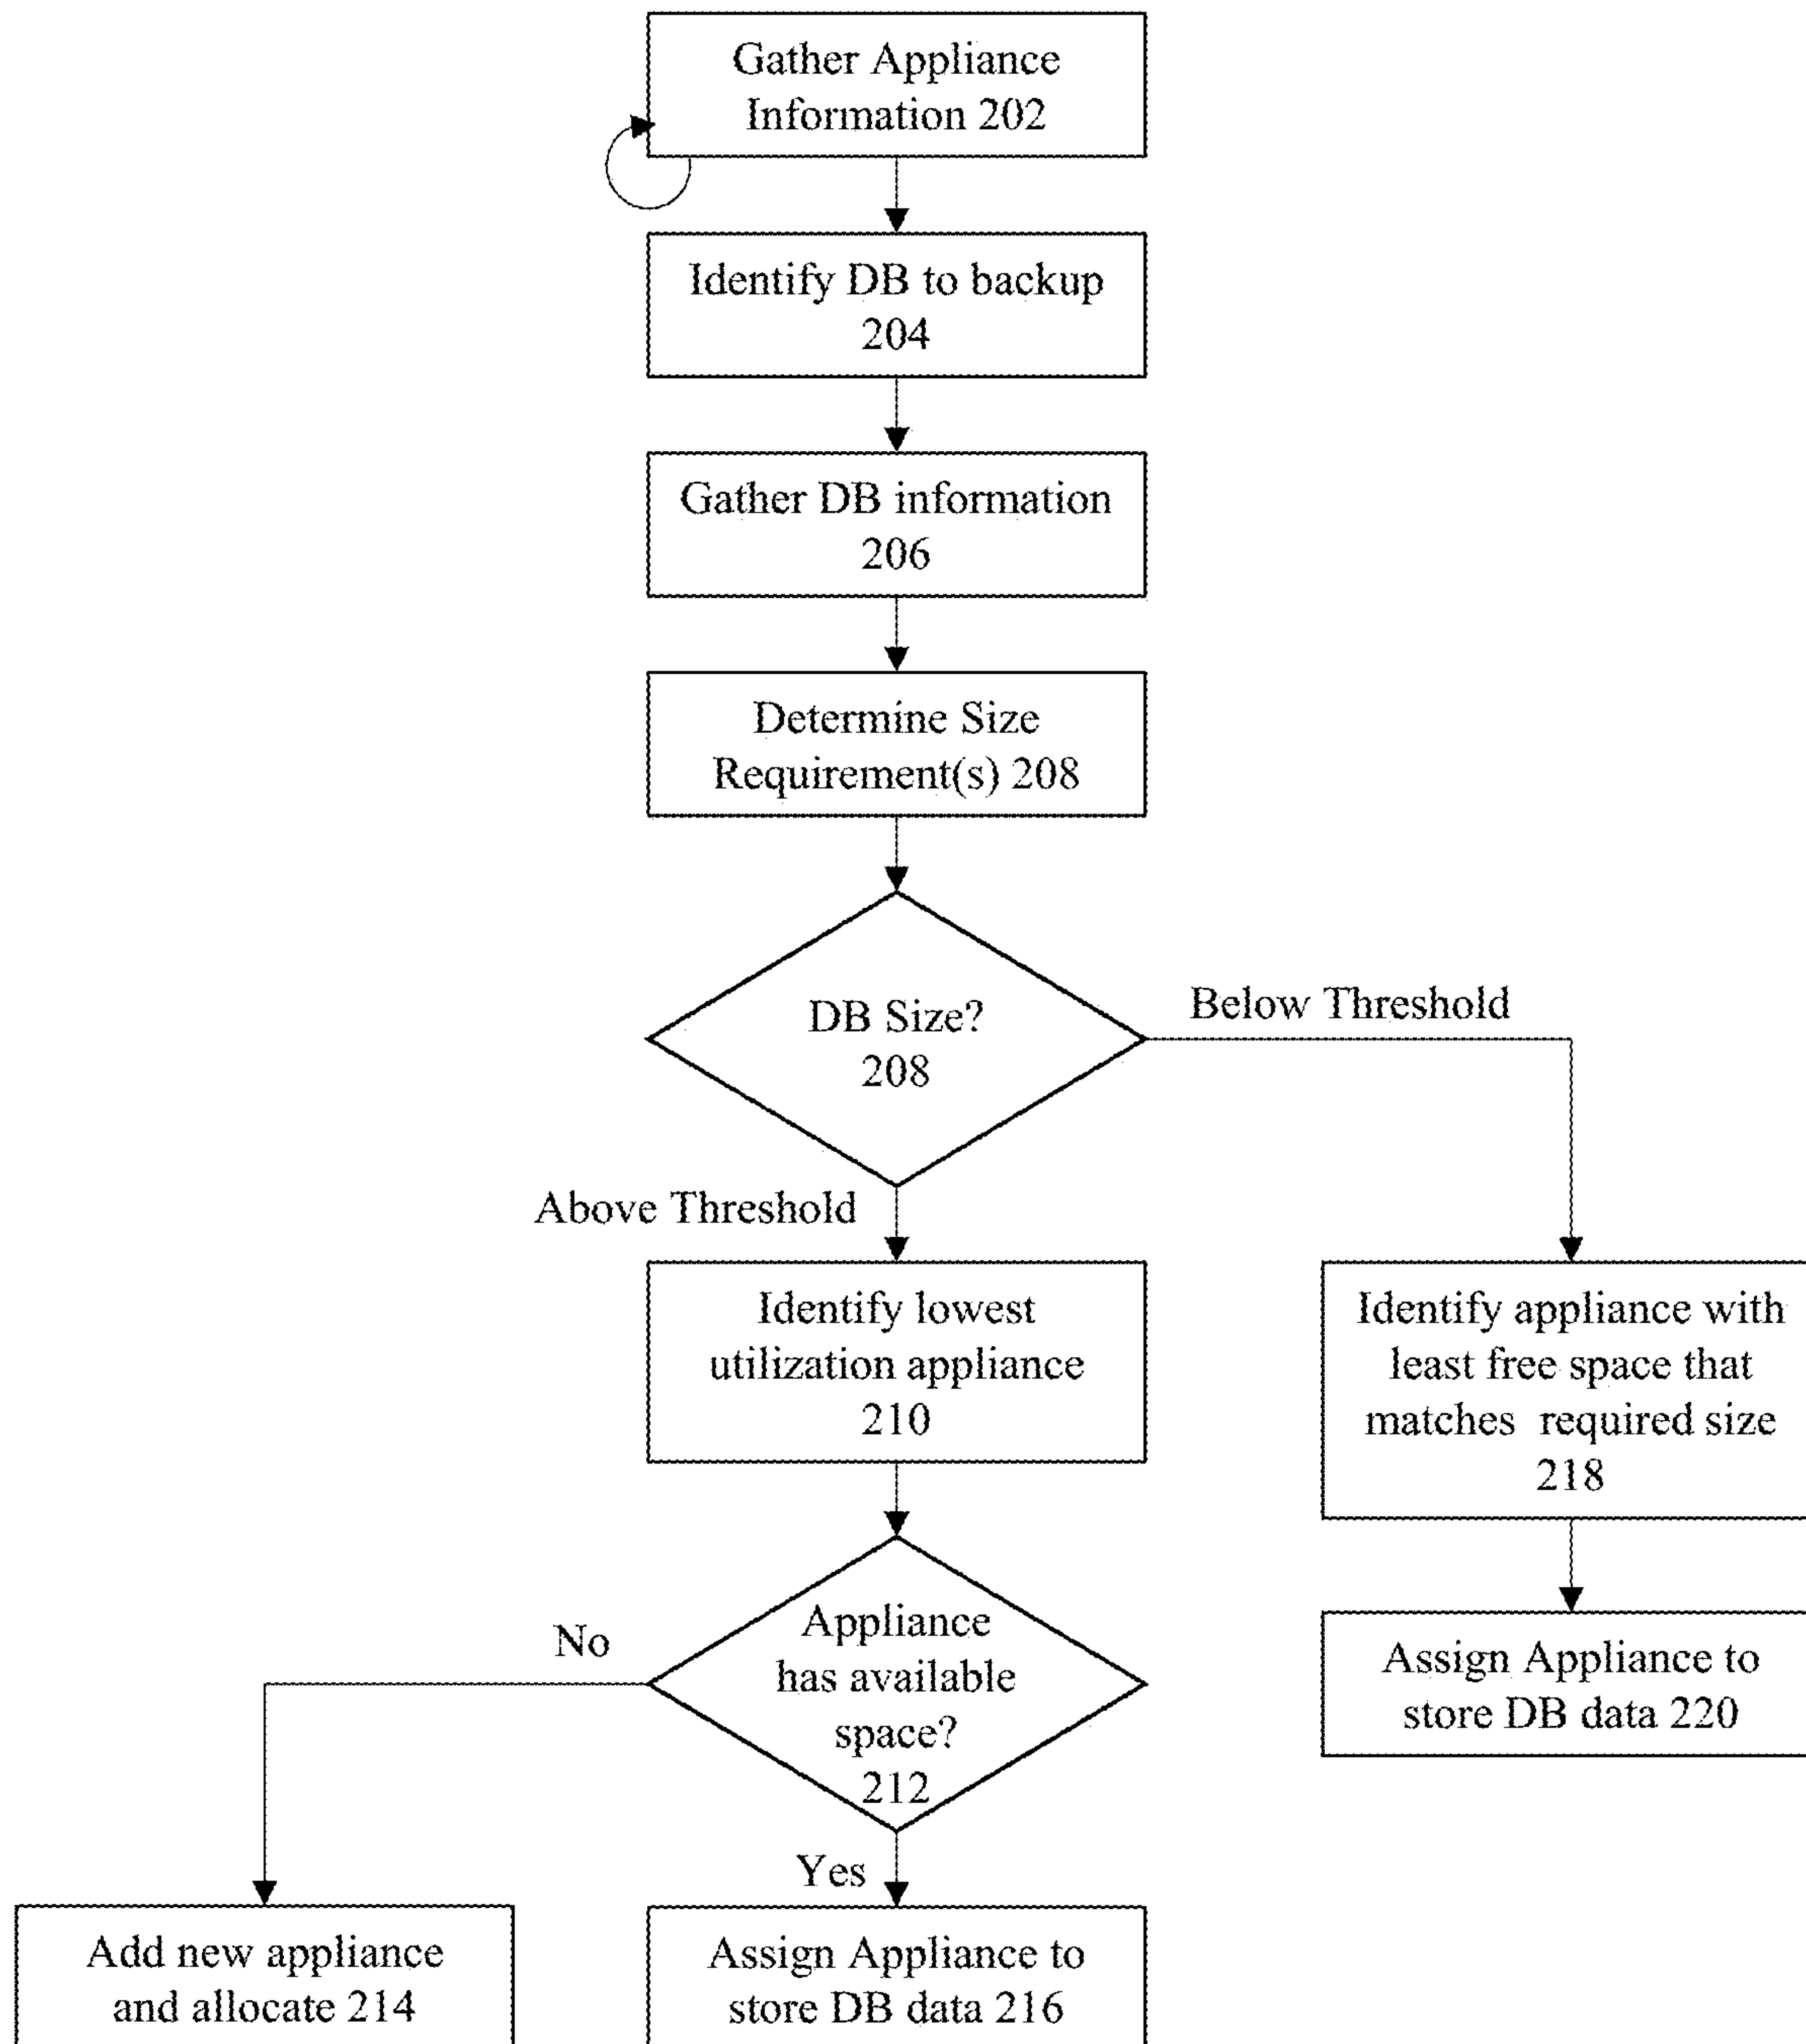 Gather Appliance
Information 202
Identify DB to backup
204
Gather DB information
206
Determine Size
Requirement(s) 208
DB Size?
208
Below Threshold
Above Threshold
Identify lowest
utilization appliance
210
Identify appliance with
least free space that
matches required size
218
Appliance
has available
space?
212
No
Assign Appliance to
store DB data 220
Yes
Add new appliance
and allocate 214
Assign Appliance to
store DB data 216